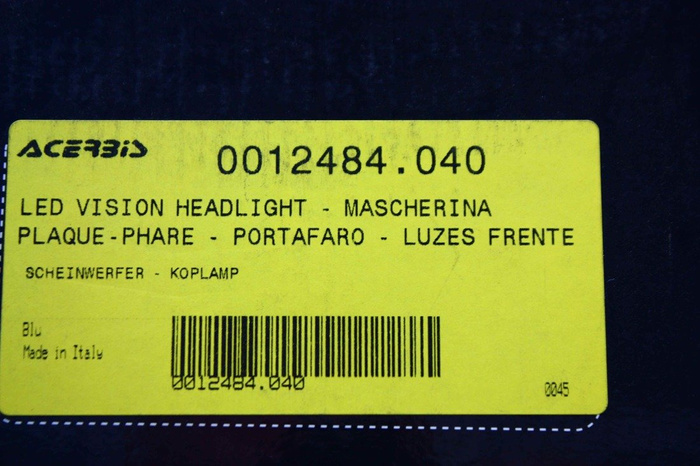 ACERBIS
0012484.040
LED VISION HEADLIGHT - MASCHERINA
PLAQUE-PHARE - PORTAFARO - LUZES FRENTE
SCHEINWERFER - KOPLAMP
Blu
Made in Italy
0012484.040
0045